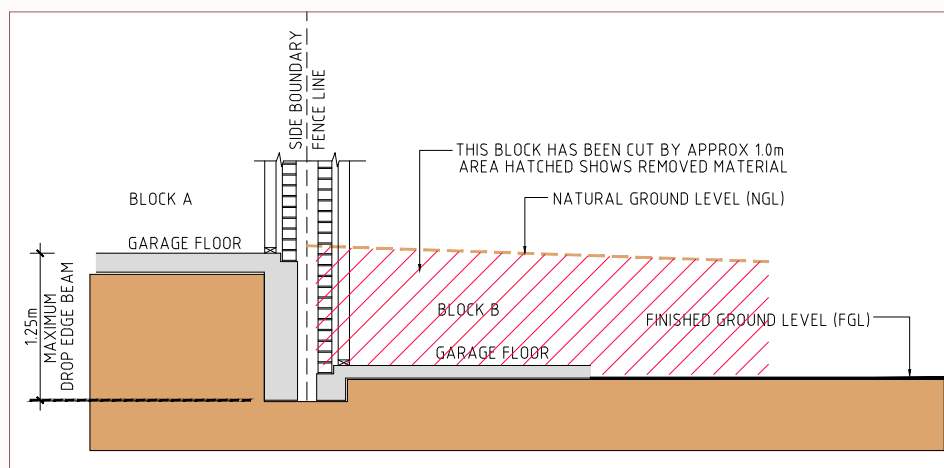 SIDE BOUNDARY
FENCE LINE
THIS BLOCK HAS BEEN CUT BY APPROX 1.0m
AREA HATCHED SHOWS REMOVED MATERIAL
BLOCK A
NATURAL GROUND LEVEL (NGL)
GARAGE FLOOR
1.25m
MAXIMUM
DROP EDGE BEAM
BLOCK B
FINISHED GROUND LEVEL (FGL)
GARAGE FLOOR